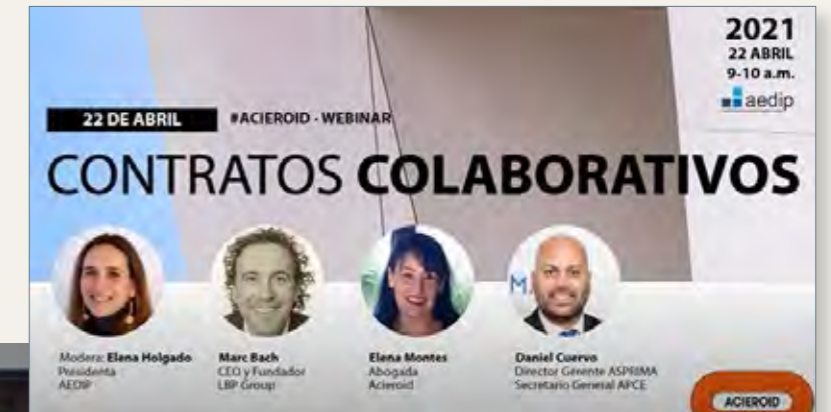 2021
22 ABRIL
9-10 a.m.
aedip
22 DE ABRIL
#ACIEROID - WEBINAR
CONTRATOS COLABORATIVOS
Modera: Elena Holgado
Presidenta
AEDIP
Marc Bach
CEO y Fundador
LBP Group
Elena Montes
Abogada
Acieroid
Daniel Cuervo
Director Gerente ASPRIMA
Secretario General APCE
M
ACIEROID